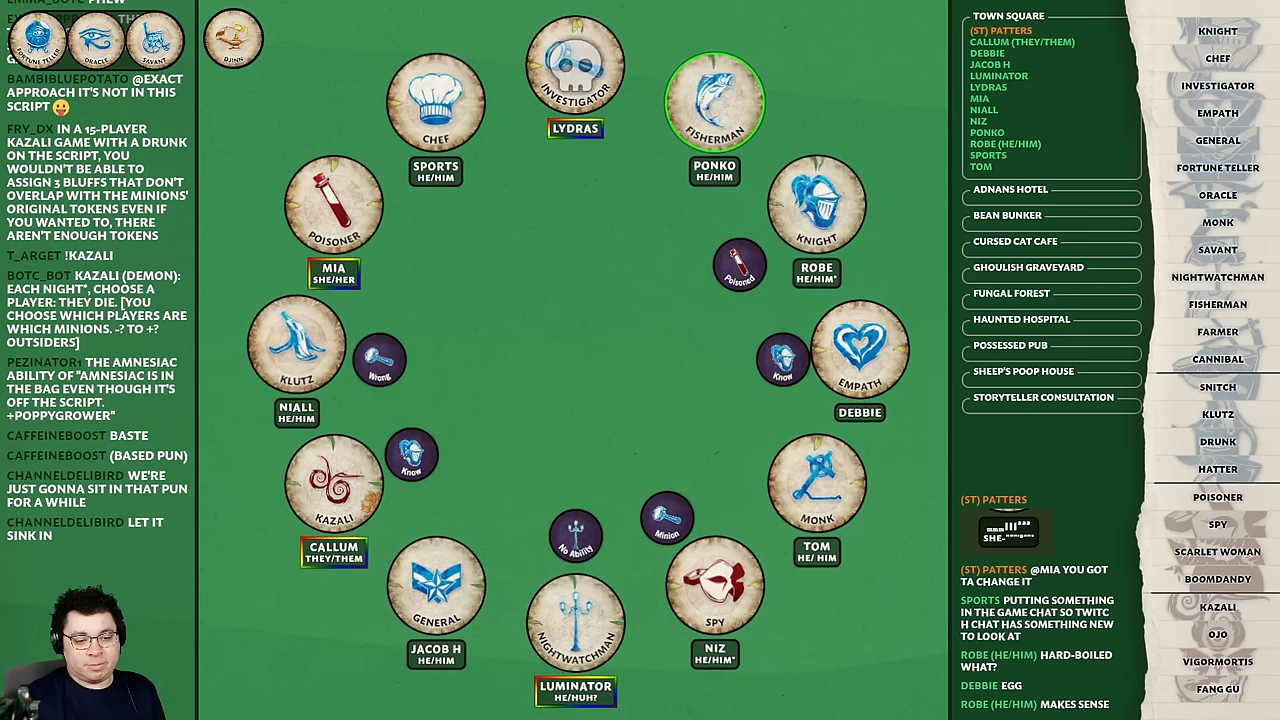 FORTUNE TELLER
ORACLE
SAVANT
DJINN
BAMBIBLUEPOTATO @EXACT
APPROACH IT'S NOT IN THIS
SCRIPT 😛
FRY_DX IN A 15-PLAYER
KAZALI GAME WITH A DRUNK
ON THE SCRIPT, YOU
WOULDN'T BE ABLE TO
ASSIGN 3 BLUFFS THAT DON'T
OVERLAP WITH THE MINIONS'
ORIGINAL TOKENS EVEN IF
YOU WANTED TO, THERE
AREN'T ENOUGH TOKENS
T_ARGET !KAZALI
BOTC_BOT KAZALI (DEMON):
EACH NIGHT*, CHOOSE A
PLAYER: THEY DIE. [YOU
CHOOSE WHICH PLAYERS ARE
WHICH MINIONS. -? TO +?
OUTSIDERS]
PEZINATOR1 THE AMNESIAC
ABILITY OF "AMNESIAC IS IN
THE BAG EVEN THOUGH IT'S
OFF THE SCRIPT.
+POPPYGROWER"
CAFFEINEBOOST BASTE
CAFFEINEBOOST (BASED PUN)
CHANNELDELIBIRD WE'RE
JUST GONNA SIT IN THAT PUN
FOR A WHILE
CHANNELDELIBIRD LET IT
SINK IN
INVESTIGATOR
LYDRAS
CHEF
SPORTS
HE/HIM
FISHERMAN
PONKO
HE/HIM
POISONER
MIA
SHE/HER
KNIGHT
ROBE
HE/HIM*
Poisoned
KLUTZ
NIALL
HE/HIM
Wrong
EMPATH
DEBBIE
Know
KAZALI
CALLUM
THEY/THEM
Know
MONK
TOM
HE/ HIM
GENERAL
JACOB H
HE/HIM
NIGHTWATCHMAN
LUMINATOR
HE/HUH?
No Ability
SPY
NIZ
HE/HIM*
Minion
TOWN SQUARE
(ST) PATTERS
CALLUM (THEY/THEM)
DEBBIE
JACOB H
LUMINATOR
LYDRAS
MIA
NIALL
NIZ
PONKO
ROBE (HE/HIM)
SPORTS
TOM
ADNANS HOTEL
BEAN BUNKER
CURSED CAT CAFE
GHOULISH GRAVEYARD
FUNGAL FOREST
HAUNTED HOSPITAL
POSSESSED PUB
SHEEP'S POOP HOUSE
STORYTELLER CONSULTATION
(ST) PATTERS
(ST) PATTERS @MIA YOU GOT
TA CHANGE IT
SPORTS PUTTING SOMETHING
IN THE GAME CHAT SO TWITC
H CHAT HAS SOMETHING NEW
TO LOOK AT
ROBE (HE/HIM) HARD-BOILED
WHAT?
DEBBIE EGG
ROBE (HE/HIM) MAKES SENSE
KNIGHT
CHEF
INVESTIGATOR
EMPATH
GENERAL
FORTUNE TELLER
ORACLE
MONK
SAVANT
NIGHTWATCHMAN
FISHERMAN
FARMER
CANNIBAL
SNITCH
KLUTZ
DRUNK
HATTER
POISONER
SPY
SCARLET WOMAN
BOOMDANDY
KAZALI
OJO
VIGORMORTIS
FANG GU